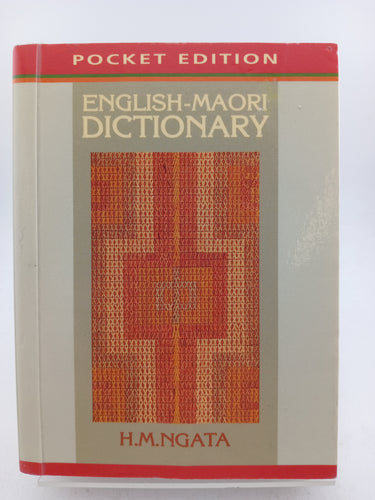 POCKET EDITION
ENGLISH-MAORI
DICTIONARY
H.M.NGATA